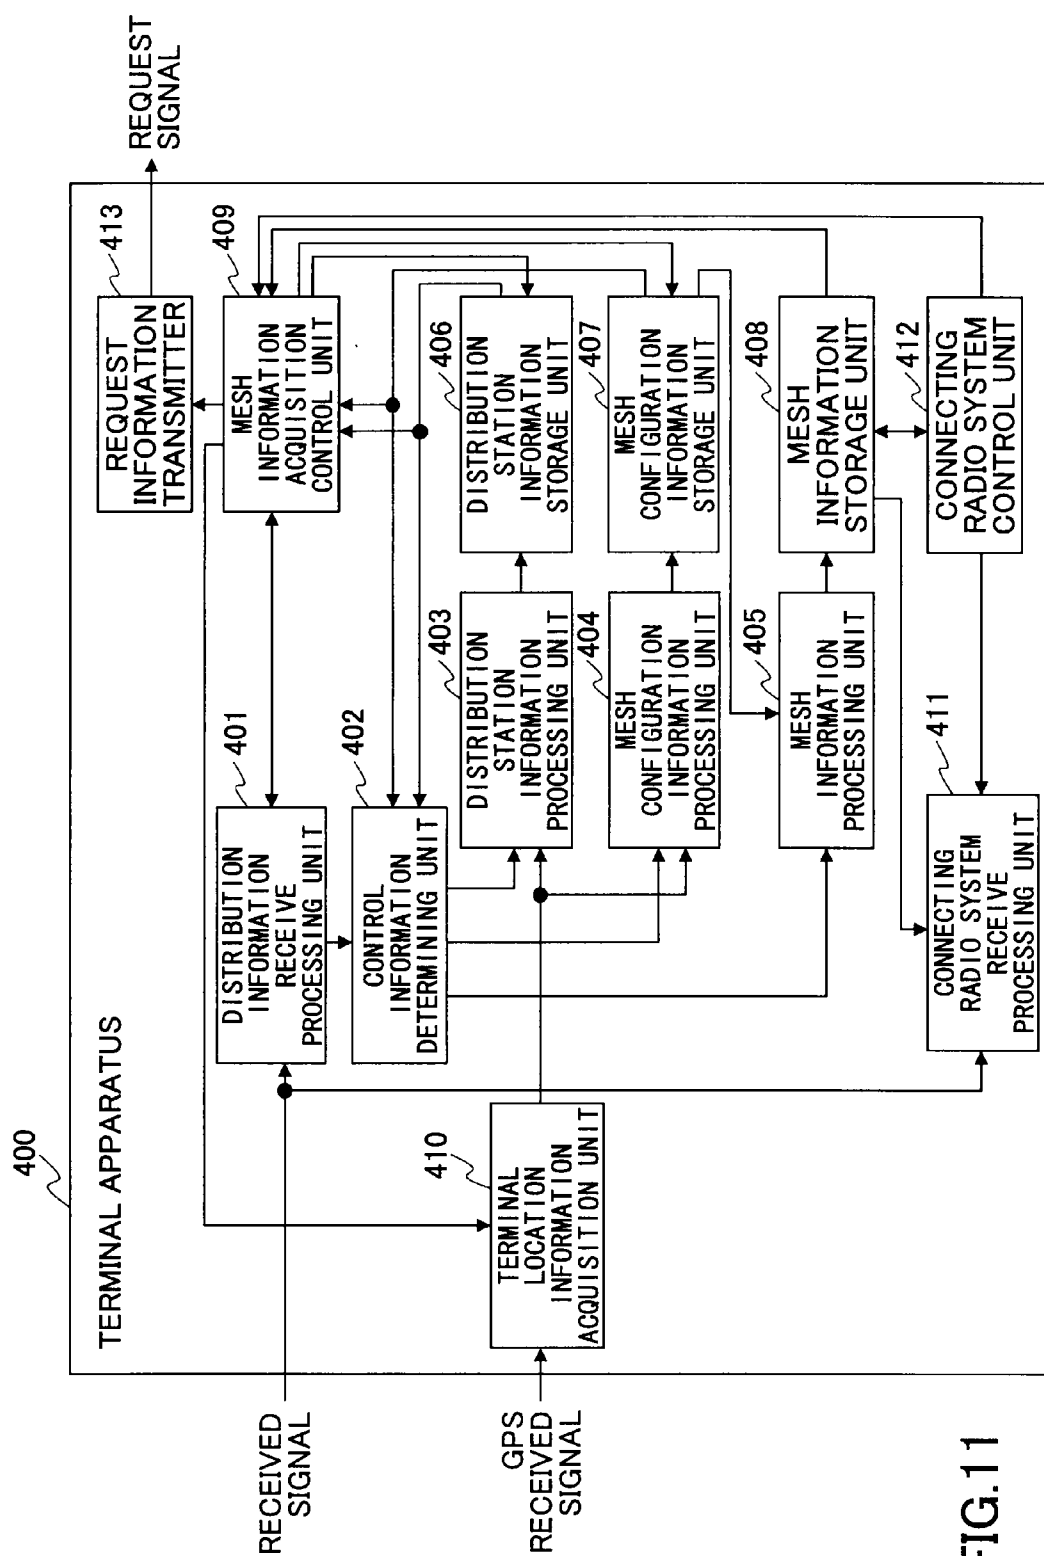 400
TERMINAL APPARATUS
RECEIVED
SIGNAL
GPS
RECEIVED
SIGNAL
401
DISTRIBUTION
INFORMATION
RECEIVE
PROCESSING UNIT
402
CONTROL
INFORMATION
DETERMINING UNIT
410
TERMINAL
LOCATION
INFORMATION
ACQUISITION UNIT
403
DISTRIBUTION
STATION
INFORMATION
PROCESSING UNIT
404
MESH
CONFIGURATION
INFORMATION
PROCESSING UNIT
405
MESH
INFORMATION
PROCESSING UNIT
411
CONNECTING
RADIO SYSTEM
RECEIVE
PROCESSING UNIT
413
REQUEST
INFORMATION
TRANSMITTER
409
MESH
INFORMATION
ACQUISITION
CONTROL UNIT
406
DISTRIBUTION
STATION
INFORMATION
STORAGE UNIT
407
MESH
CONFIGURATION
INFORMATION
STORAGE UNIT
408
MESH
INFORMATION
STORAGE UNIT
412
CONNECTING
RADIO SYSTEM
CONTROL UNIT
REQUEST
SIGNAL
FIG.11